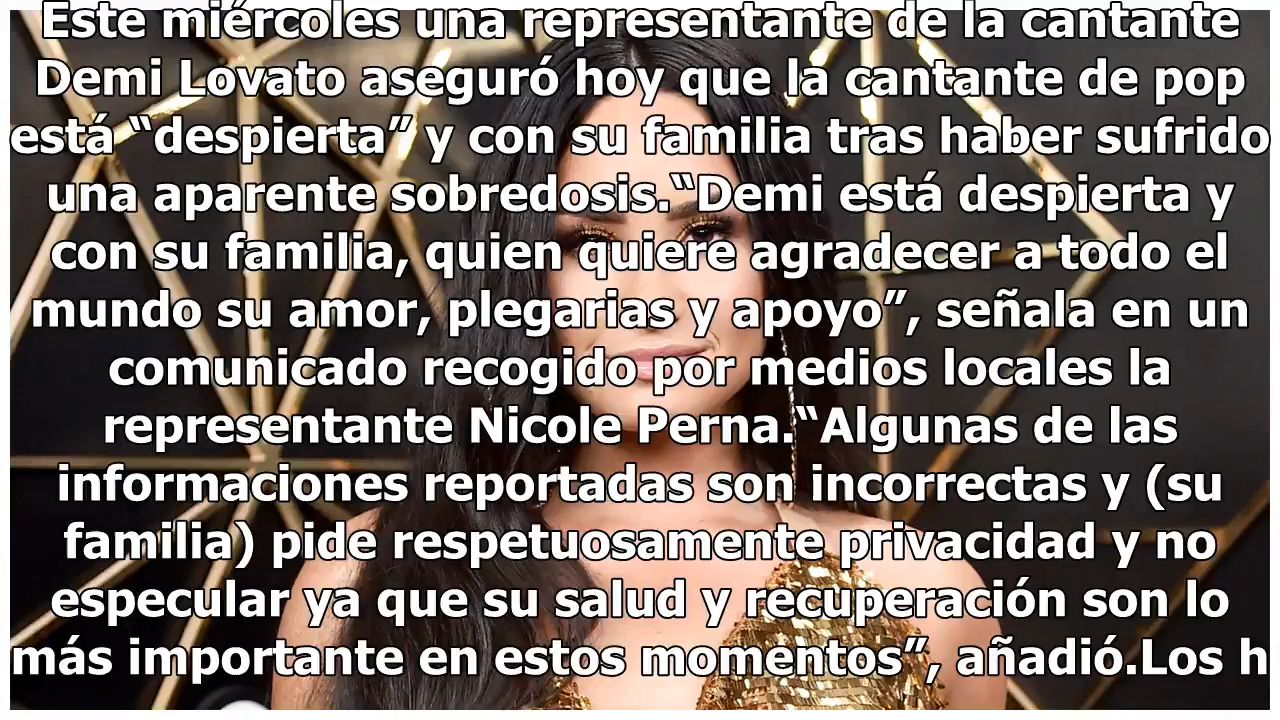 Este miércoles una representante de la cantante
Demi Lovato aseguró hoy que la cantante de pop
está “despierta” y con su familia tras haber sufrido
una aparente sobredosis.“Demi está despierta y
con su familia, quien quiere agradecer a todo el
mundo su amor, plegarias y apoyo”, señala en un
comunicado recogido por medios locales la
representante Nicole Perna.“Algunas de las
informaciones reportadas son incorrectas y (su
familia) pide respetuosamente privacidad y no
especular ya que su salud y recuperación son lo
más importante en estos momentos”, añadió.Los h